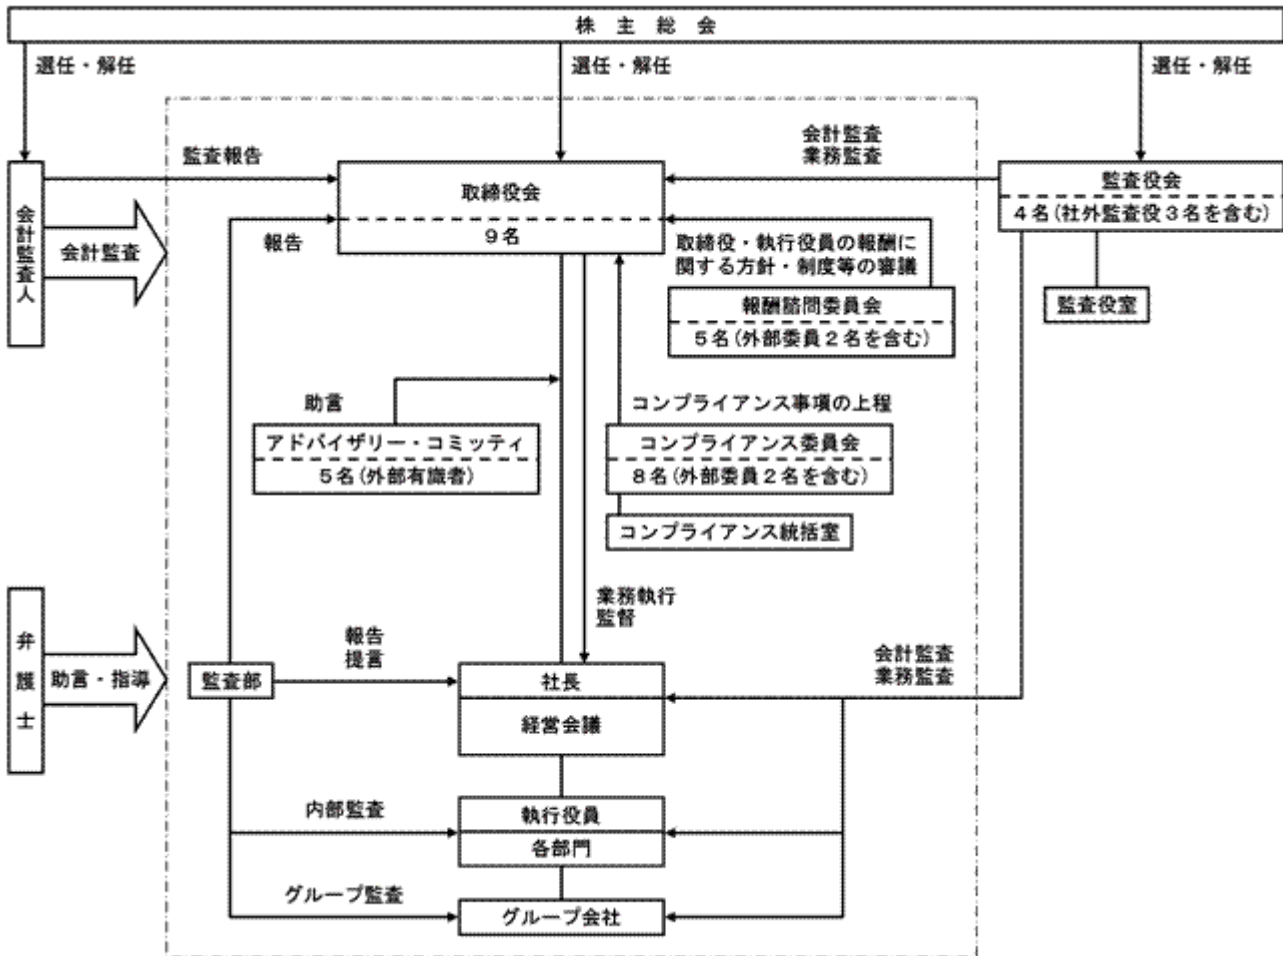 株主総会
選任・解任
選任・解任
選任・解任
会計監査
業務監査
監査報告
会計監査人
会計監査
取締役会
9名
報告
監査役会
4名(社外監査役3名を含む)
監査役室
取締役・執行役員の報酬に
関する方針・制度等の審議
報酬諮問委員会
5名(外部委員2名を含む)
助言
アドバイザリー・コミッティ
5名(外部有識者)
コンプライアンス事項の上程
コンプライアンス委員会
8名(外部委員2名を含む)
コンプライアンス統括室
業務執行
監督
弁護士
助言・指導
監査部
報告
提言
社長
経営会議
会計監査
業務監査
内部監査
執行役員
各部門
グループ監査
グループ会社